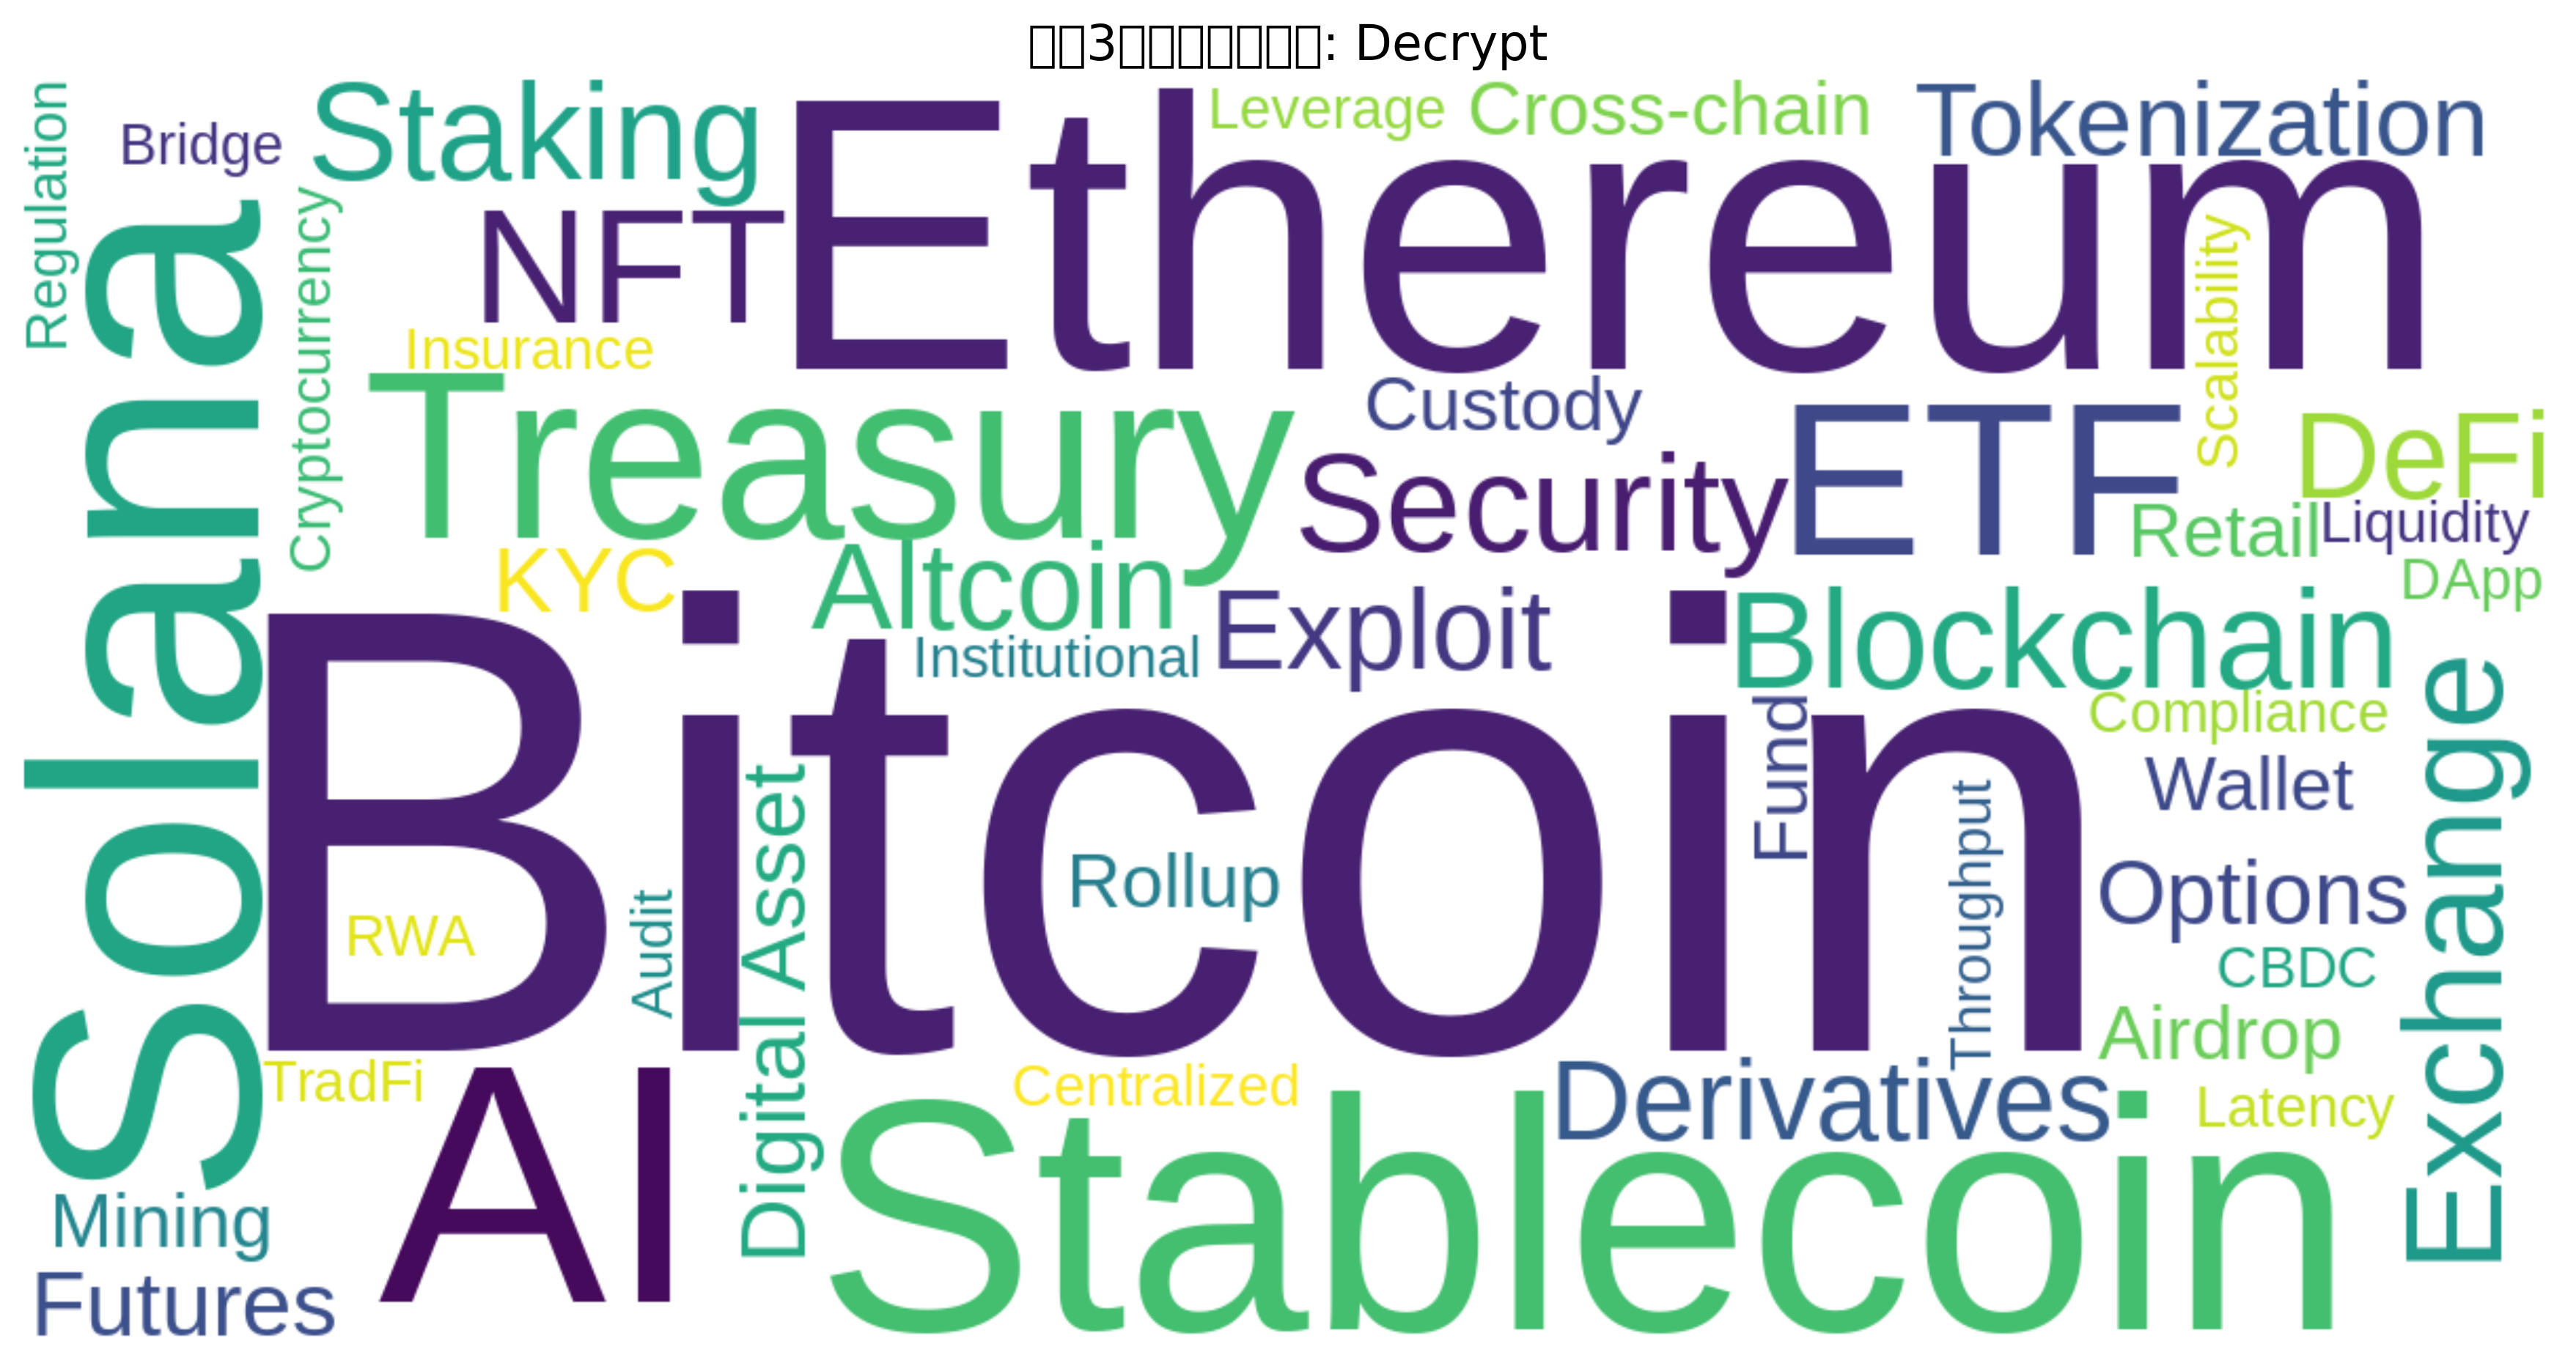 □□3□□□□□□□: Decrypt
Regulation
Bridge
Staking
Leverage
Cross-chain
Tokenization
Ethereum
Solana
Cryptocurrency
NFT
Scalability
Insurance
Treasury
Custody
ETF
DeFi
Security
Retail
Liquidity
KYC
Altcoin
DApp
Institutional
Exploit
Blockchain
Bitcoin
Fund
Compliance
Exchange
Wallet
Digital Asset
Rollup
Throughput
Options
RWA
Audit
CBDC
Airdrop
TradFi
AI
Centralized
Derivatives
Latency
Stablecoin
Mining
Futures